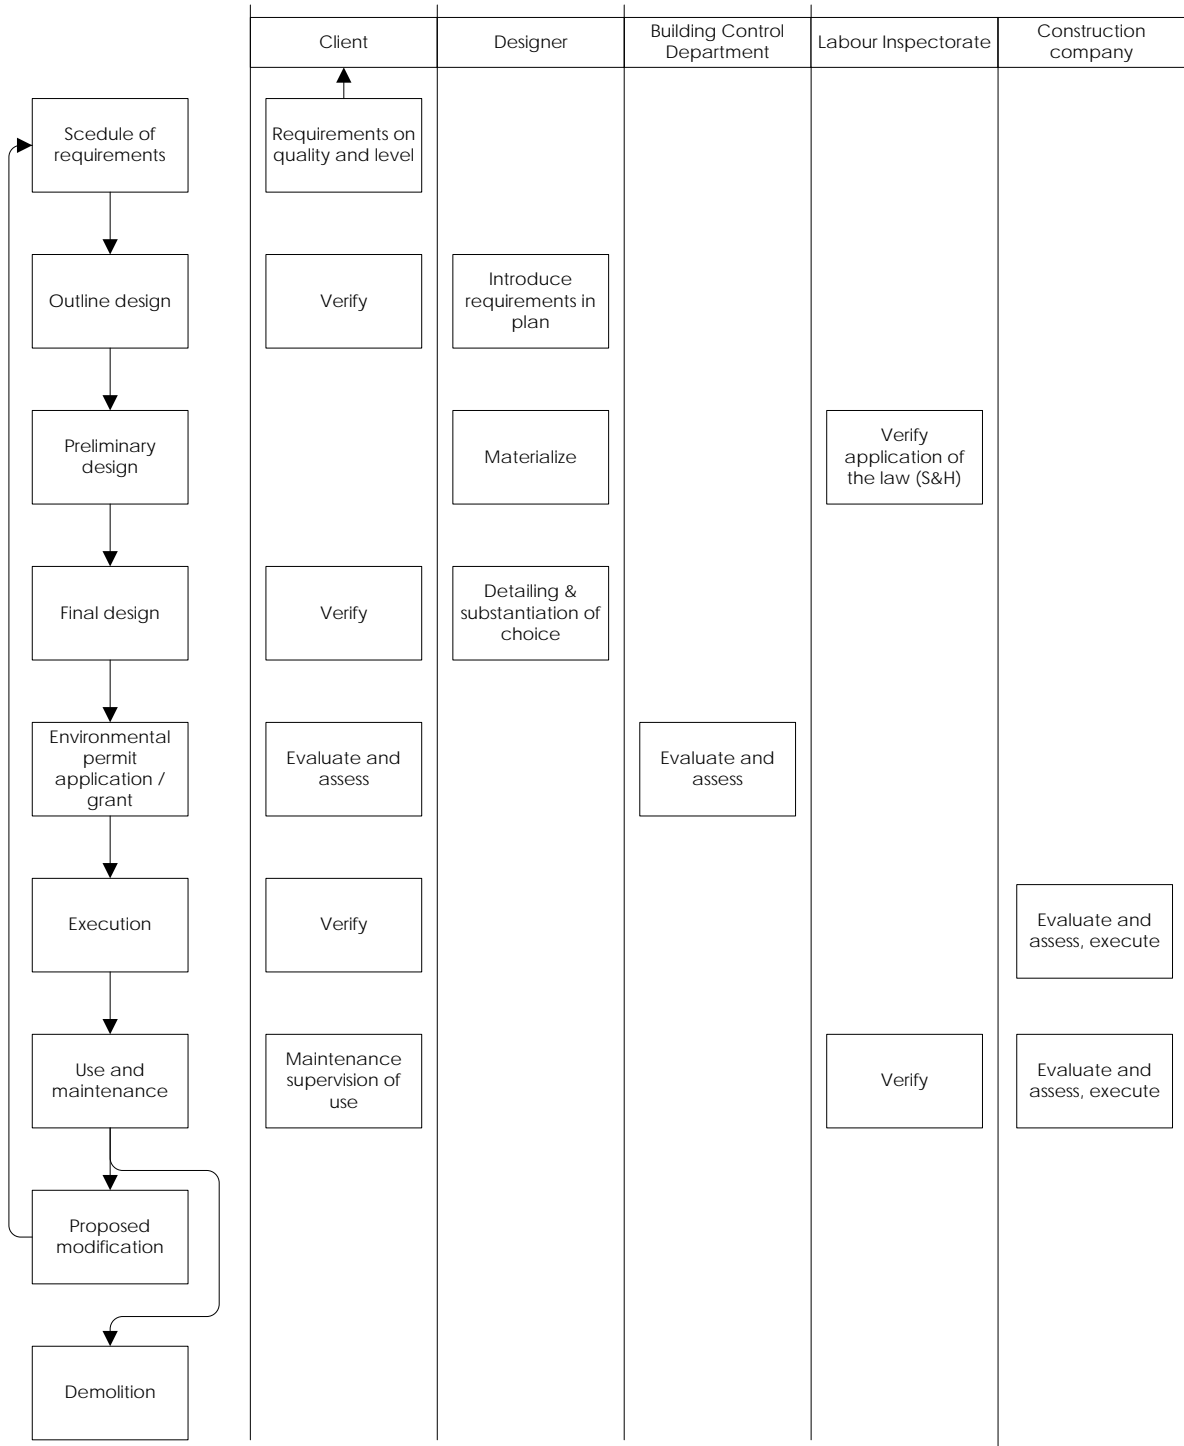 Client
Designer
Building Control
Department
Labour Inspectorate
Construction
company
Scedule of
requirements
Requirements on
quality and level
Outline design
Verify
Introduce
requirements in
plan
Preliminary
design
Materialize
Verify
application of
the law (S&H)
Final design
Verify
Detailing &
substantiation of
choice
Environmental
permit
application /
grant
Evaluate and
assess
Evaluate and
assess
Execution
Verify
Evaluate and
assess, execute
Use and
maintenance
Maintenance
supervision of
use
Verify
Evaluate and
assess, execute
Proposed
modification
Demolition